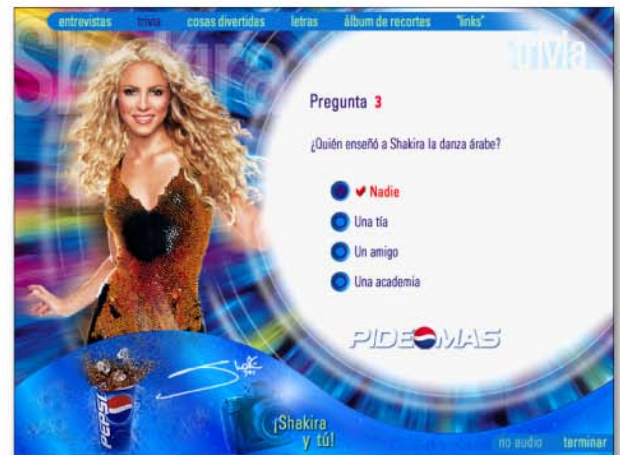 entrevistas trivia cosas divertidas letras álbum de recortes "links"
Shakira
trivia
Pregunta 3
¿Quién enseñó a Shakira la danza árabe?
Nadie
Una tía
Un amigo
Una academia
PIDE MAS
PEPSI
¡Shakira
y tú!
no audio terminar